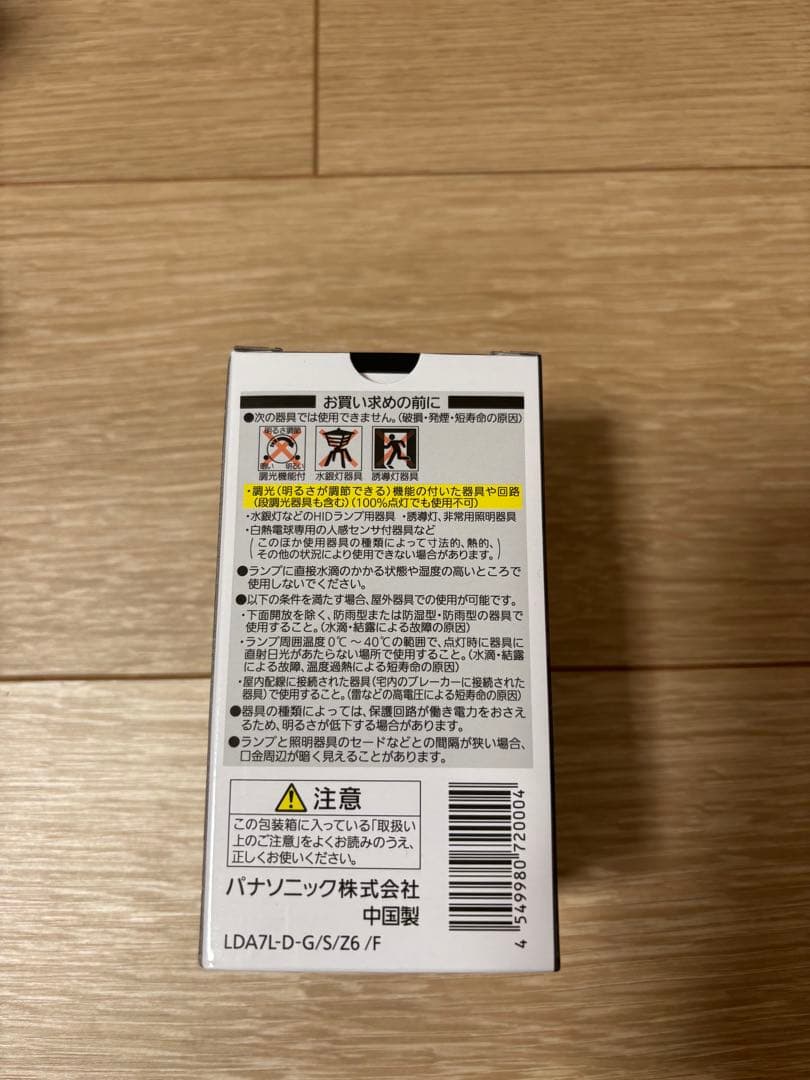 お買い求めの前に
●次の器具では使用できません。(破損・発煙・短寿命の原因)
明るさ調節
暗い 明るい
調光機能付 水銀灯器具 誘導灯器具
・調光(明るさが調節できる)機能の付いた器具や回路
(段調光器具も含む)(100%点灯でも使用不可)
・水銀灯などのHIDランプ用器具 ・誘導灯、非常用照明器具
・白熱電球専用の人感センサ付器具など
(このほか使用器具の種類によって寸法的、熱的、
その他の状況により使用できない場合があります。)
●ランプに直接水滴のかかる状態や湿度の高いところで
使用しないでください。
●以下の条件を満たす場合、屋外器具での使用が可能です。
・下面開放を除く、防雨型または防湿型・防雨型の器具で
使用すること。(水滴・結露による故障の原因)
・ランプ周囲温度0℃~40℃の範囲で、点灯時に器具に
直射日光があたらない場所で使用すること。(水滴・結露
による故障、温度過熱による短寿命の原因)
・屋内配線に接続された器具(宅内のブレーカーに接続された
器具)で使用すること。(雷などの高電圧による短寿命の原因)
●器具の種類によっては、保護回路が働き電力をおさえ
るため、明るさが低下する場合があります。
●ランプと照明器具のセードなどとの間隔が狭い場合、
口金周辺が暗く見えることがあります。
注意
この包装箱に入っている「取扱い
上のご注意」をよくお読みのうえ、
正しくお使いください。
パナソニック株式会社
中国製
LDA7L-D-G/S/Z6 /F
4 549980 720004